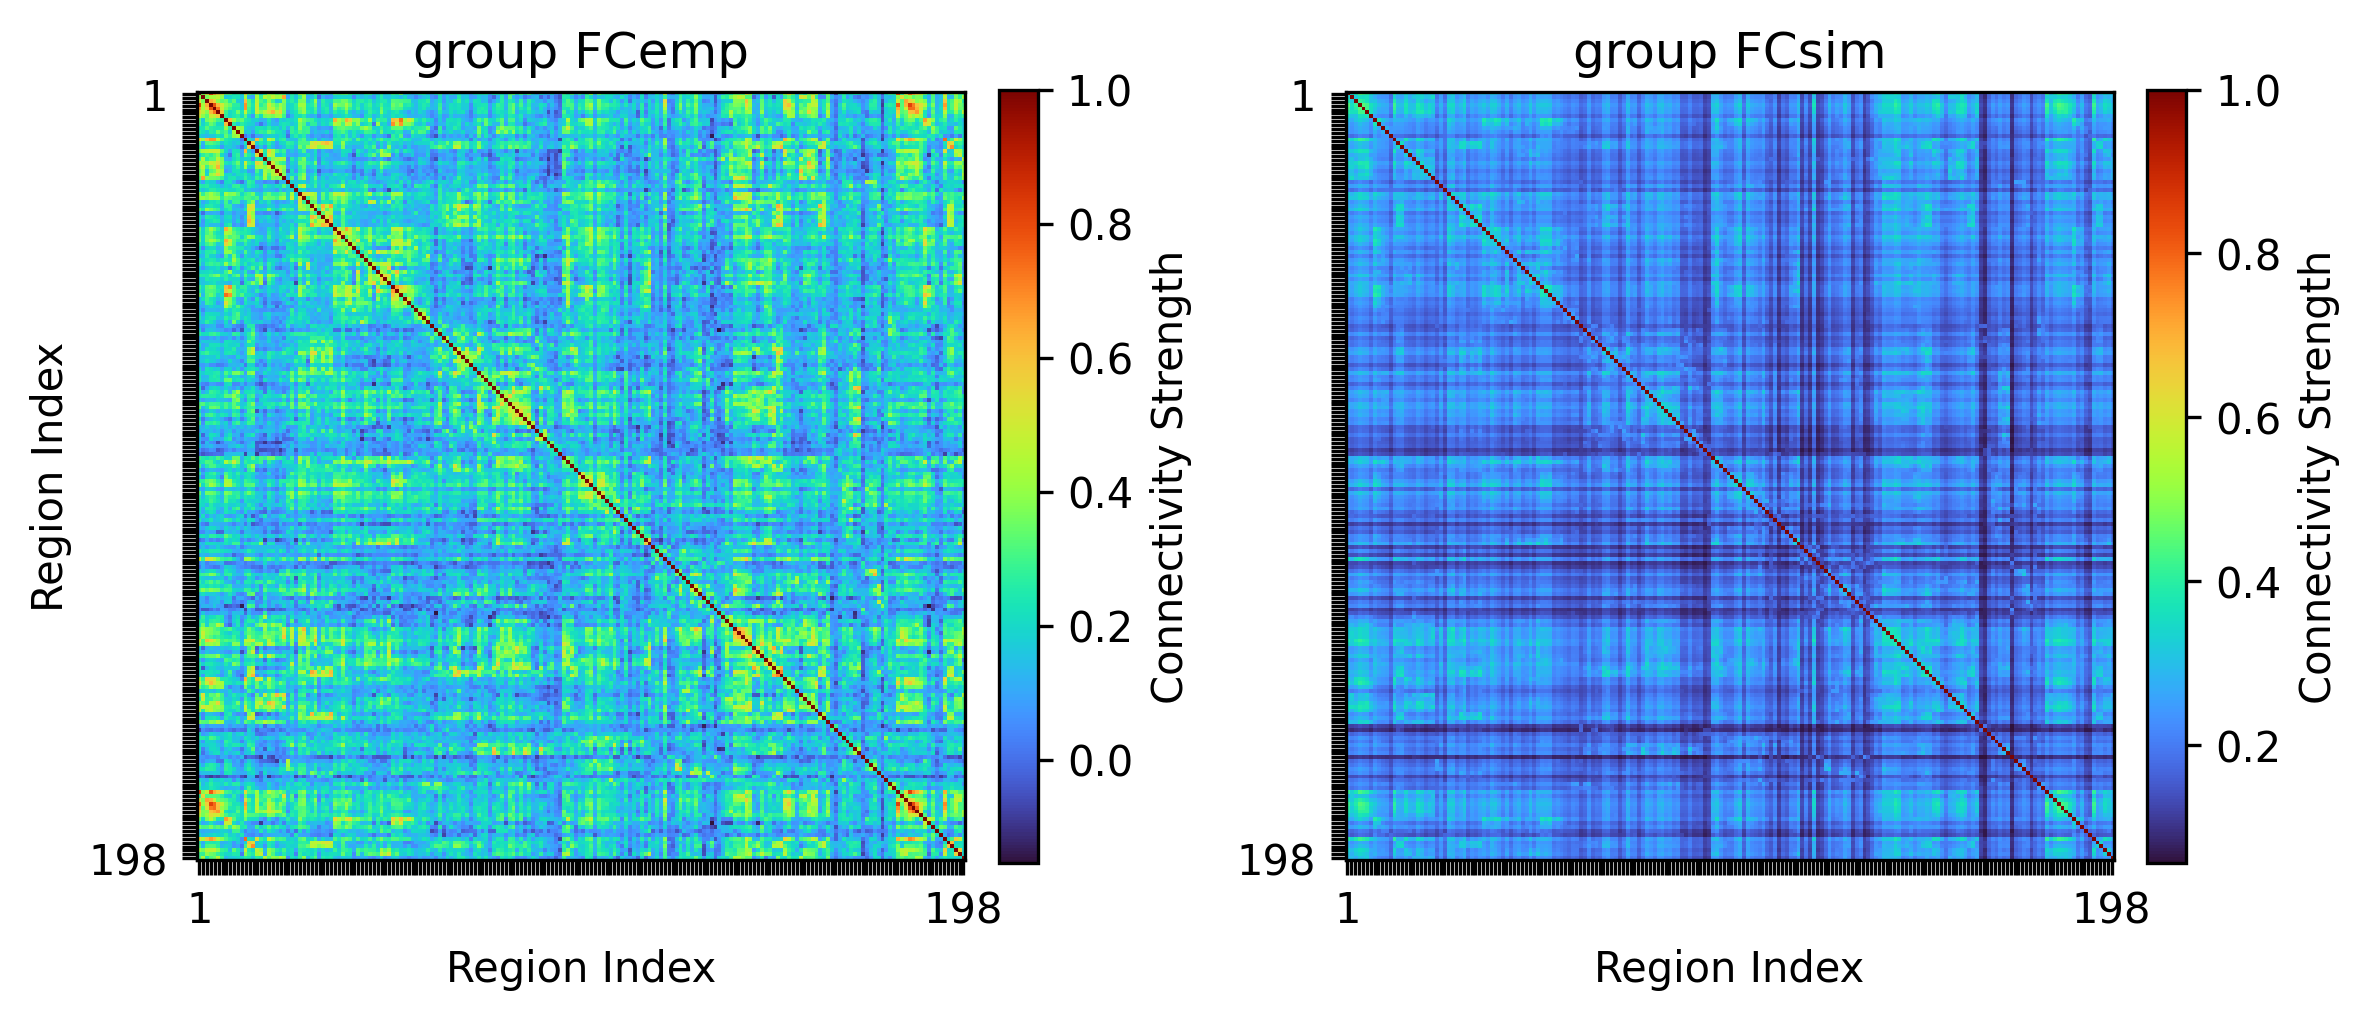 group FCemp
1
198
1
198
Region Index
Region Index
1.0
0.8
0.6
0.4
0.2
0.0
Connectivity Strength
group FCsim
1
198
1
198
Region Index
1.0
0.8
0.6
0.4
0.2
Connectivity Strength